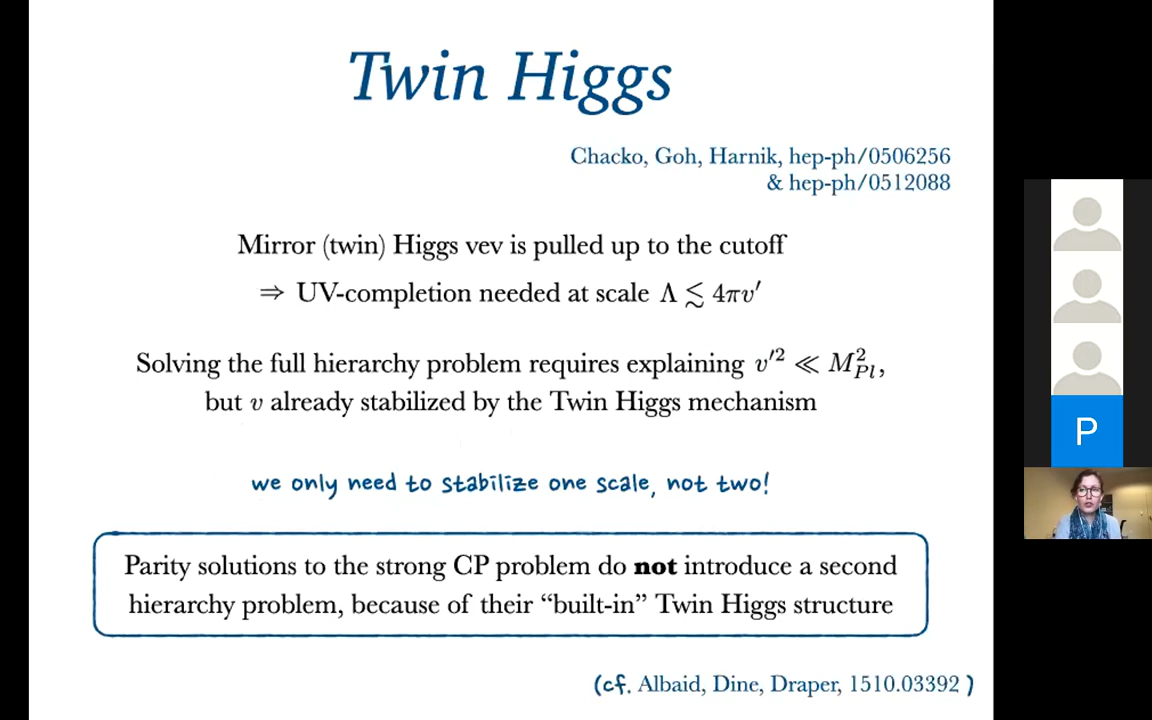 Twin Higgs
Chacko, Goh, Harnik, hep-ph/0506256
& hep-ph/0512088
Mirror (twin) Higgs vev is pulled up to the cutoff
⇒ UV-completion needed at scale Λ ≲ 4πv′
Solving the full hierarchy problem requires explaining v′² ≪ M²_Pl,
but v already stabilized by the Twin Higgs mechanism
we only need to stabilize one scale, not two!
Parity solutions to the strong CP problem do not introduce a second
hierarchy problem, because of their “built-in” Twin Higgs structure
(cf. Albaid, Dine, Draper, 1510.03392)
P